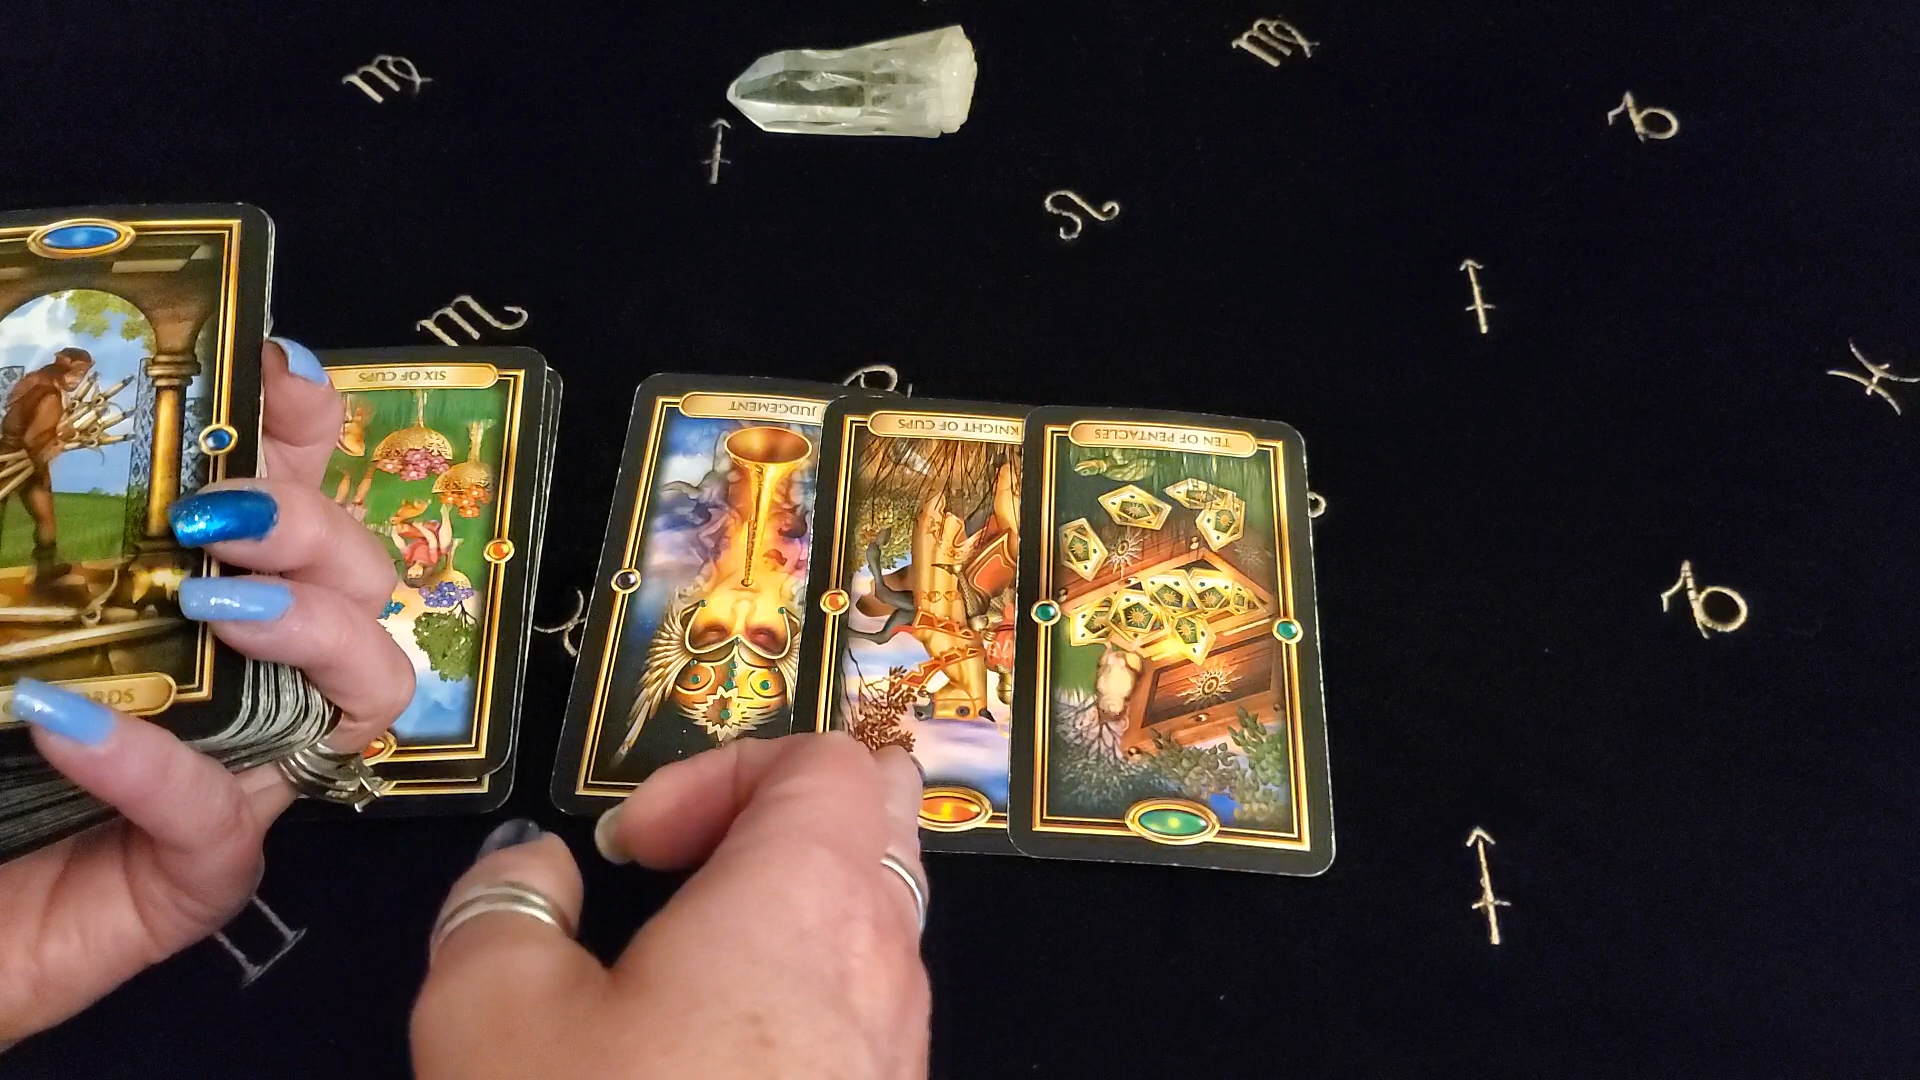 SIX OF CUPS
JUDGEMENT
KNIGHT OF CUPS
TEN OF PENTACLES